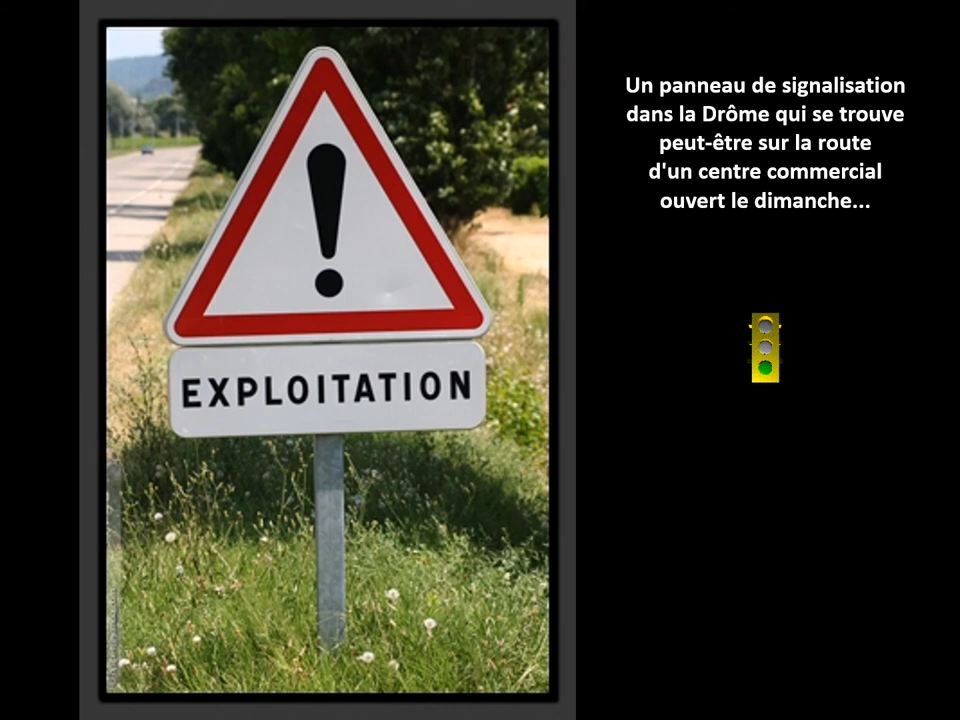 EXPLOITATION
Un panneau de signalisation
dans la Drôme qui se trouve
peut-être sur la route
d'un centre commercial
ouvert le dimanche...